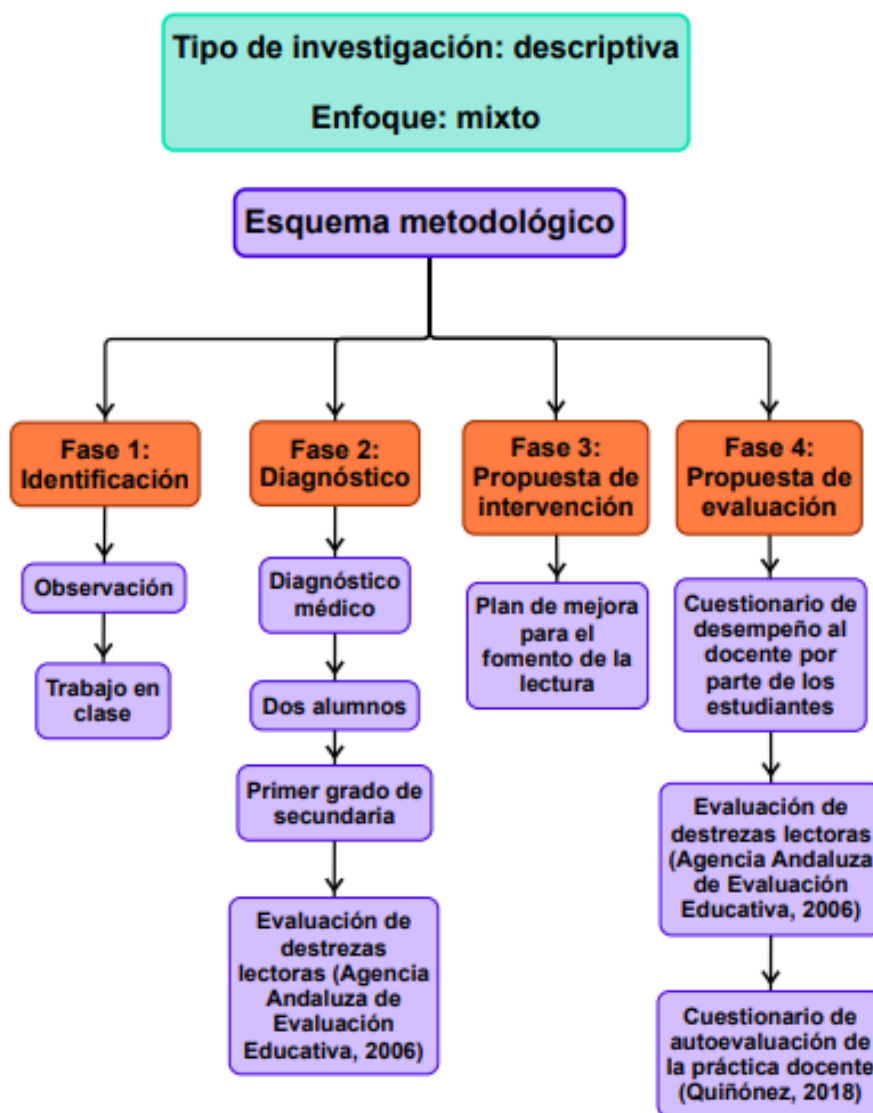 Tipo de investigación: descriptiva
Enfoque: mixto
Esquema metodológico
Fase 1:
Identificación
Observación
Trabajo en
clase
Fase 2:
Diagnóstico
Diagnóstico
médico
Dos alumnos
Primer grado de
secundaria
Evaluación de
destrezas
lectoras (Agencia
Andaluza de
Evaluación
Educativa, 2006)
Fase 3:
Propuesta de
intervención
Plan de mejora
para el
fomento de la
lectura
Fase 4:
Propuesta de
evaluación
Cuestionario de
desempeño al
docente por
parte de los
estudiantes
Evaluación de
destrezas lectoras
(Agencia Andaluza
de Evaluación
Educativa, 2006)
Cuestionario de
autoevaluación de
la práctica docente
(Quiñónez, 2018)